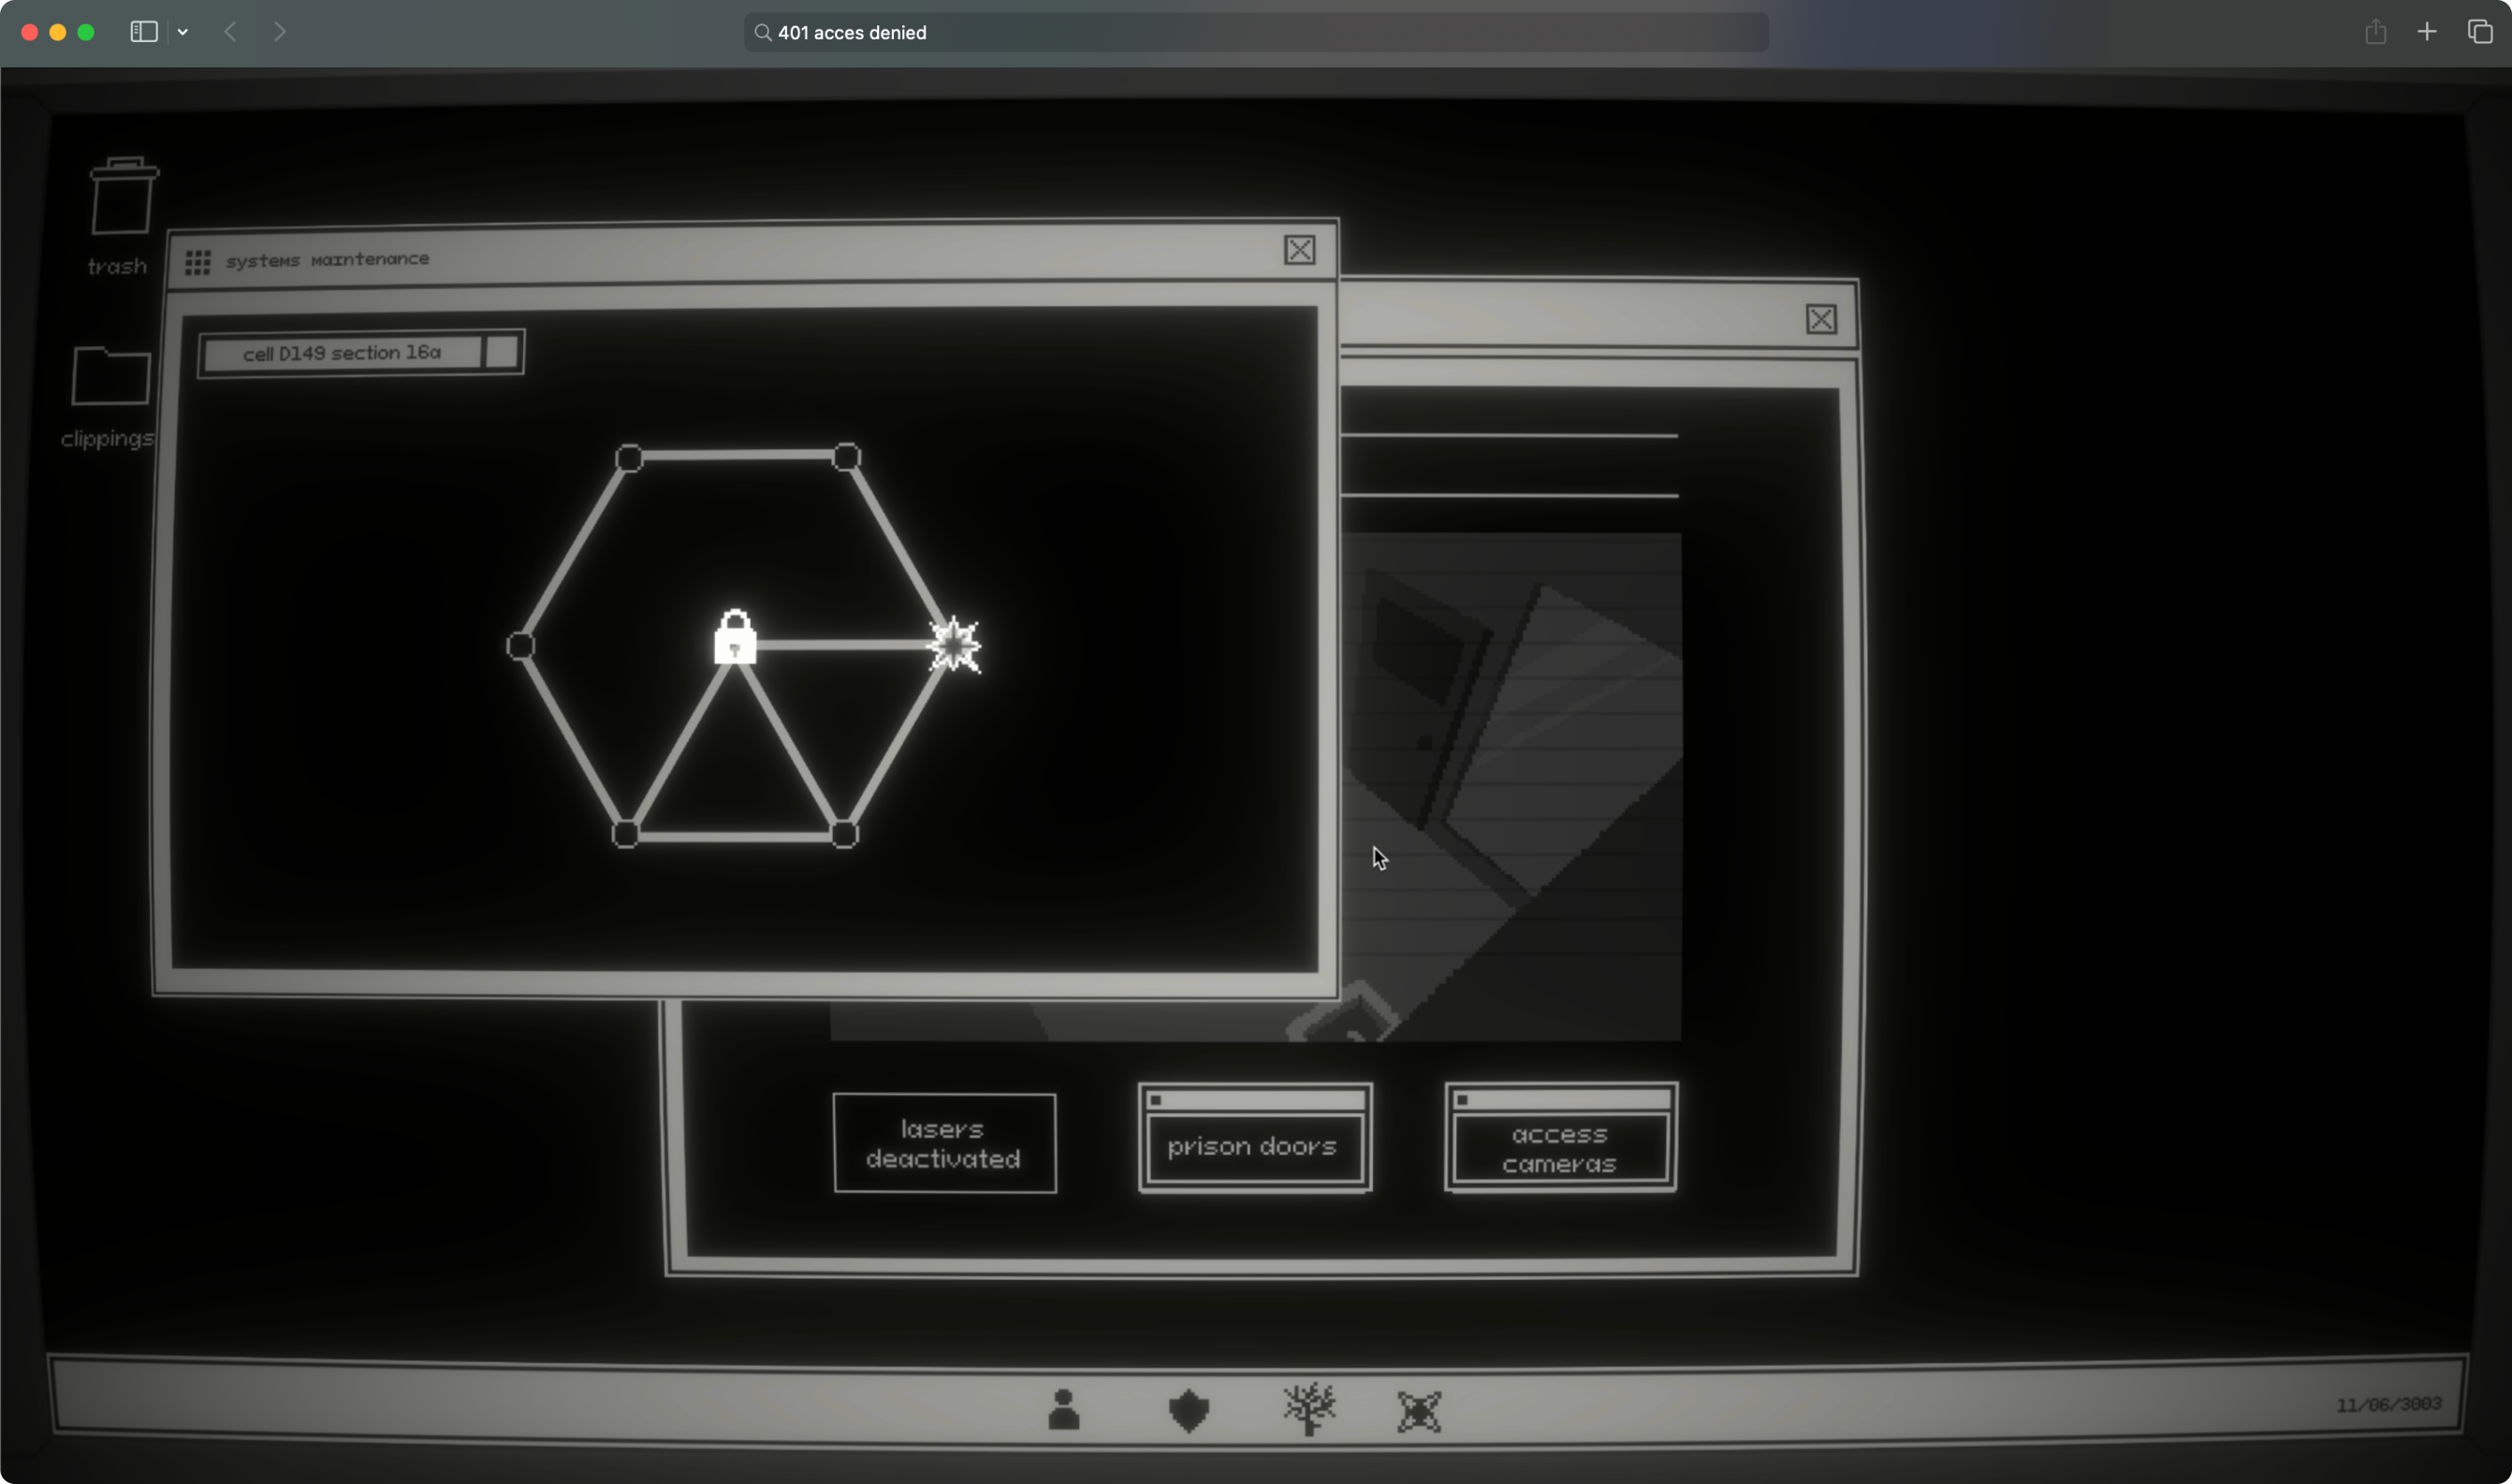 401 acces denied
trash
systems maintenance
cell D149 section 16a
clippings
lasers
deactivated
prison doors
access
cameras
11/06/3003